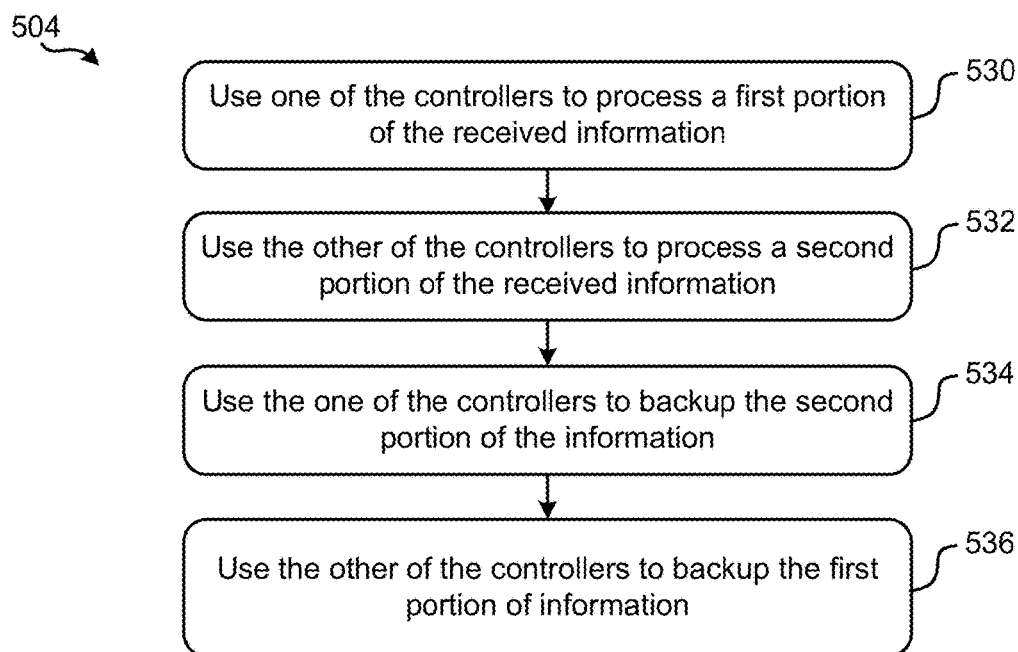 504
Use one of the controllers to process a first portion
of the received information
530
Use the other of the controllers to process a second
portion of the received information
532
Use the one of the controllers to backup the second
portion of the information
534
Use the other of the controllers to backup the first
portion of information
536